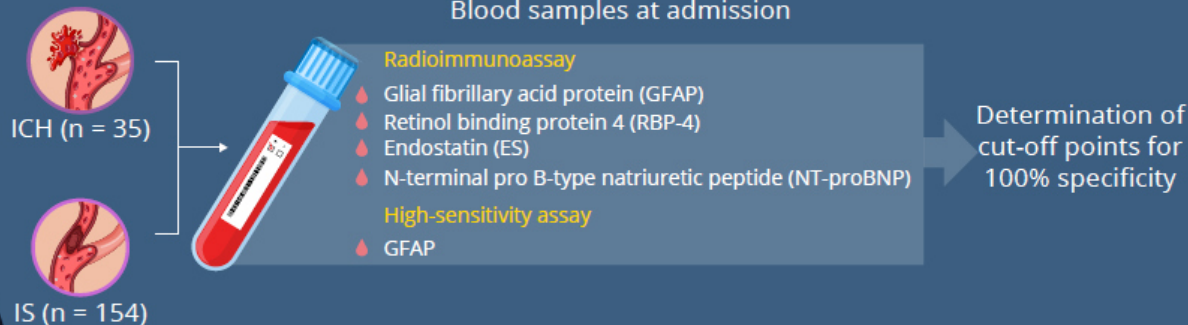 Blood samples at admission
ICH (n = 35)
IS (n = 154)
Radioimmunoassay
Glial fibrillary acid protein (GFAP)
Retinol binding protein 4 (RBP-4)
Endostatin (ES)
N-terminal pro B-type natriuretic peptide (NT-proBNP)
High-sensitivity assay
GFAP
Determination of
cut-off points for
100% specificity